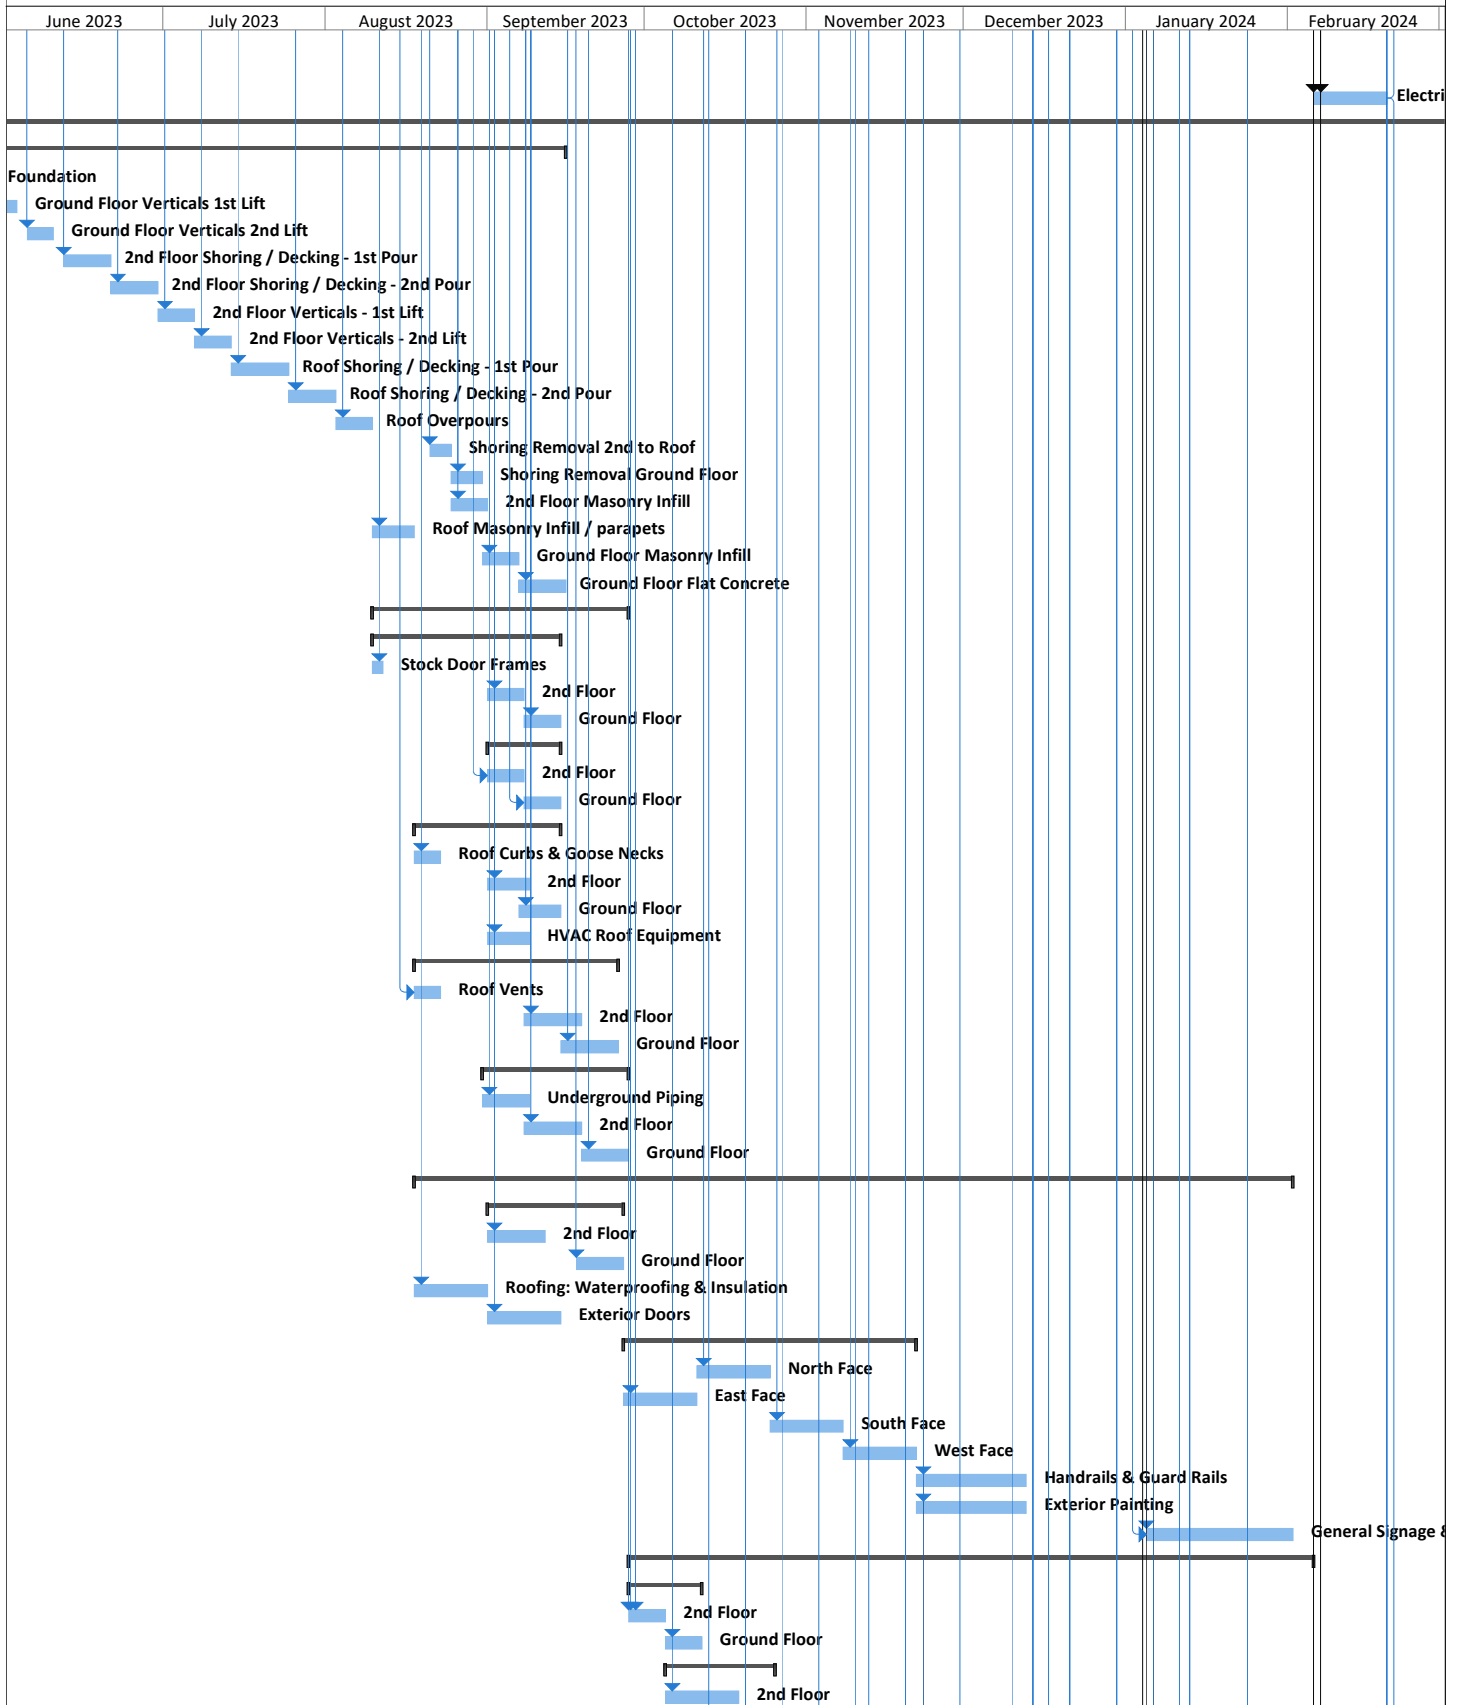 June 2023 July 2023 August 2023 September 2023 October 2023 November 2023 December 2023 January 2024 February 2024
Electri
Foundation
Ground Floor Verticals 1st Lift
Ground Floor Verticals 2nd Lift
2nd Floor Shoring / Decking - 1st Pour
2nd Floor Shoring / Decking - 2nd Pour
2nd Floor Verticals - 1st Lift
2nd Floor Verticals - 2nd Lift
Roof Shoring / Decking - 1st Pour
Roof Shoring / Decking - 2nd Pour
Roof Overpours
Shoring Removal 2nd to Roof
Shoring Removal Ground Floor
2nd Floor Masonry Infill
Roof Masonry Infill / parapets
Ground Floor Masonry Infill
Ground Floor Flat Concrete
Stock Door Frames
2nd Floor
Ground Floor
2nd Floor
Ground Floor
Roof Curbs & Goose Necks
2nd Floor
Ground Floor
HVAC Roof Equipment
Roof Vents
2nd Floor
Ground Floor
Underground Piping
2nd Floor
Ground Floor
2nd Floor
Ground Floor
Roofing: Waterproofing & Insulation
Exterior Doors
North Face
East Face
South Face
West Face
Handrails & Guard Rails
Exterior Painting
General Signage &
2nd Floor
Ground Floor
2nd Floor